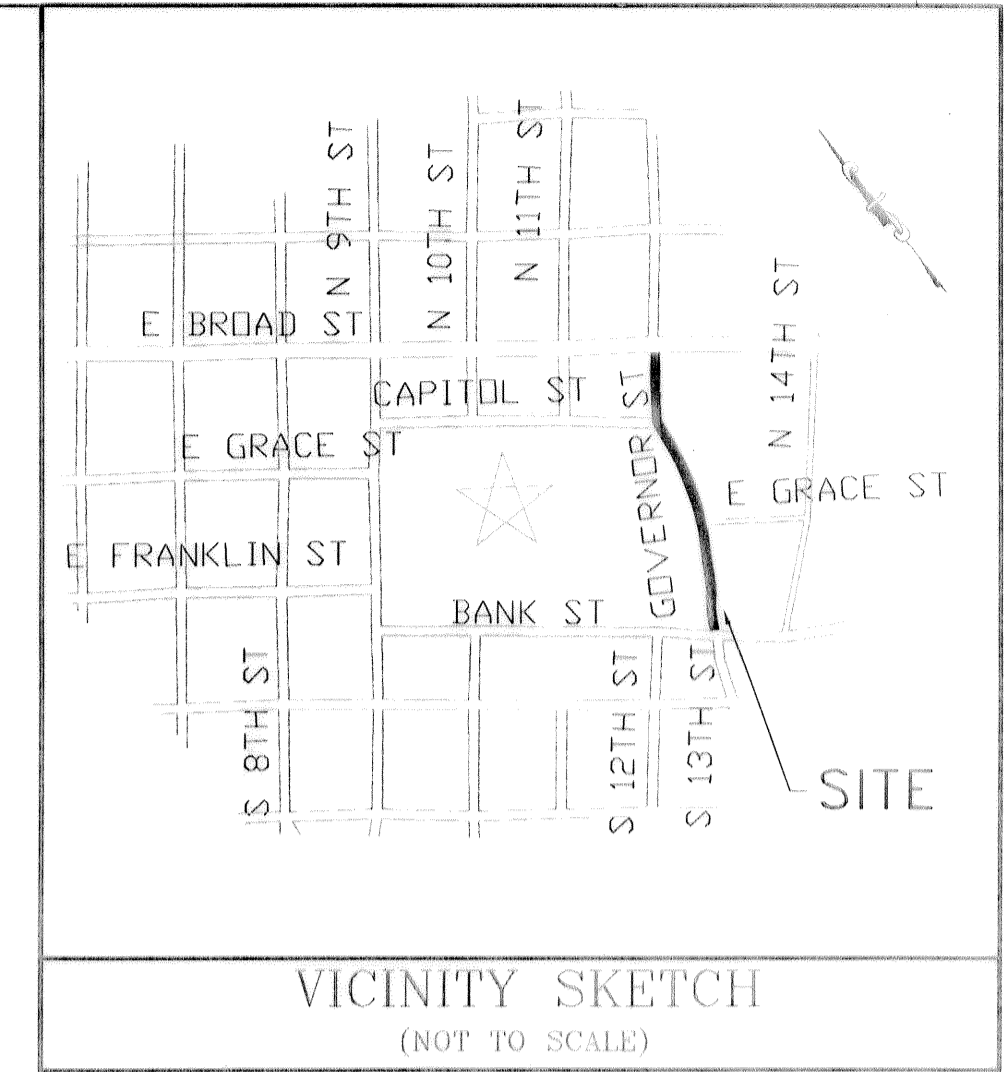 N 9TH ST
N 10TH ST
N 11TH ST
E BROAD ST
CAPITOL ST
N 14TH ST
E GRACE ST
GOVERNOR ST
E GRACE ST
E FRANKLIN ST
BANK ST
S 8TH ST
S 12TH ST
S 13TH ST
SITE
VICINITY SKETCH
(NOT TO SCALE)